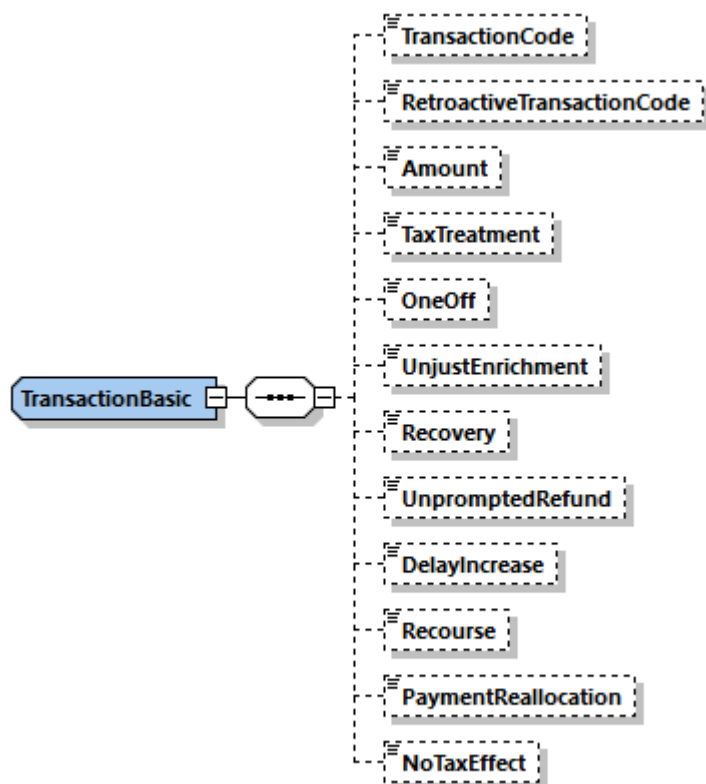 TransactionCode
RetroactiveTransactionCode
Amount
TaxTreatment
OneOff
UnjustEnrichment
TransactionBasic
Recovery
UnpromptedRefund
DelayIncrease
Recourse
PaymentReallocation
NoTaxEffect